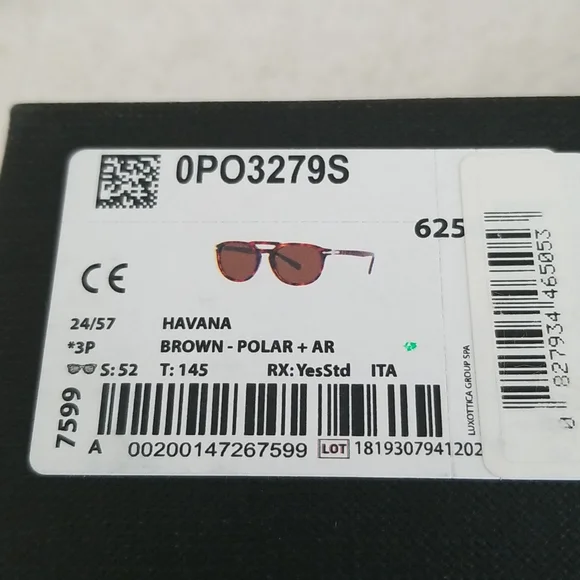 0PO3279S
625
CE
24/57 HAVANA
*3P BROWN - POLAR + AR
S: 52 T: 145 RX: YesStd ITA
7599
A 00200147267599 LOT 1819307941202
LUXOTTICA GROUP SPA
0 827934 465053